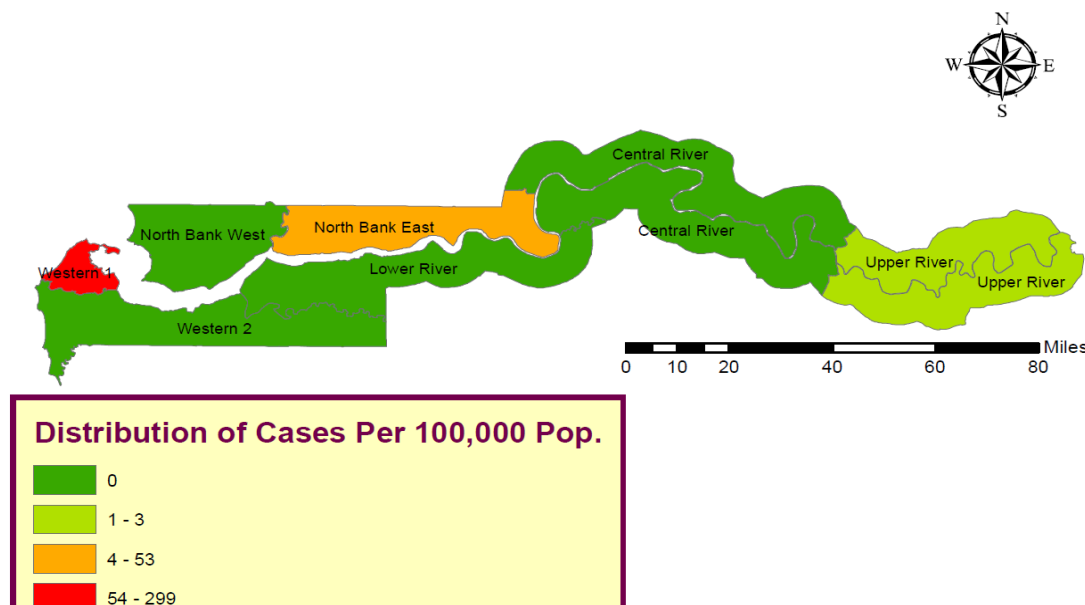 N
W E
S
Central River
North Bank West
North Bank East
Central River
Western 1
Lower River
Upper River
Upper River
Western 2
Miles
0 10 20 40 60 80
Distribution of Cases Per 100,000 Pop.
0
1 - 3
4 - 53
54 - 299